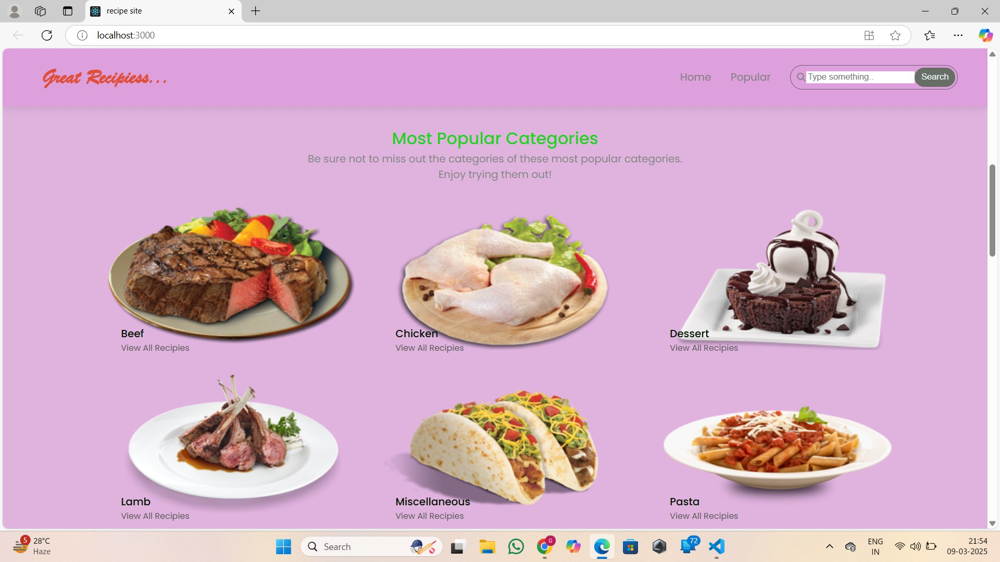 recipe site
localhost:3000
Great Recipiess...
Home Popular Type something.. Search
Most Popular Categories
Be sure not to miss out the categories of these most popular categories.
Enjoy trying them out!
Beef Chicken Dessert
View All Recipies View All Recipies View All Recipies
Lamb Miscellaneous Pasta
View All Recipies View All Recipies View All Recipies
5 28°C
Haze
Search
G
72
ENG
IN
21:54
09-03-2025